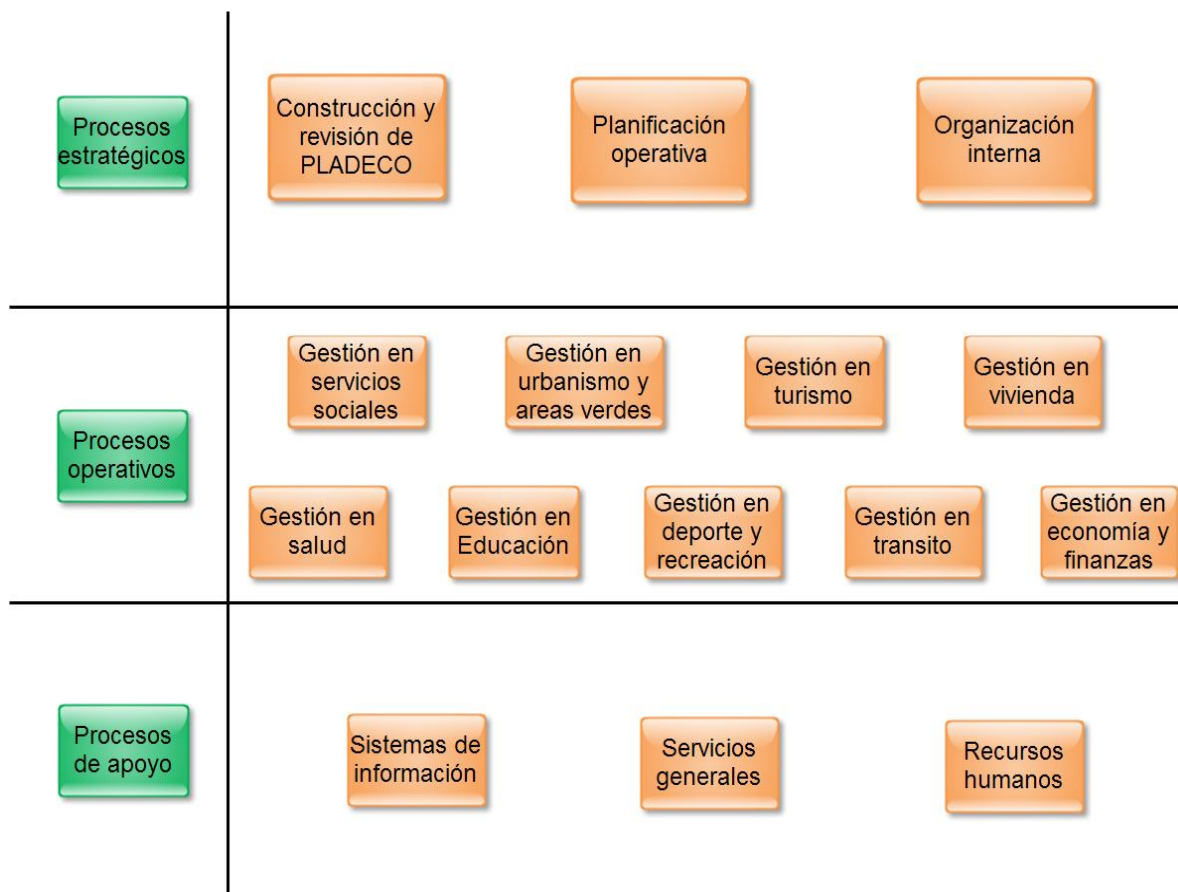 Procesos
estratégicos
Construcción y
revisión de
PLADECO
Planificación
operativa
Organización
interna
Procesos
operativos
Gestión en
servicios
sociales
Gestión en
urbanismo y
areas verdes
Gestión en
turismo
Gestión en
vivienda
Gestión en
salud
Gestión en
Educación
Gestión en
deporte y
recreación
Gestión en
transito
Gestión en
economía y
finanzas
Procesos
de apoyo
Sistemas de
información
Servicios
generales
Recursos
humanos